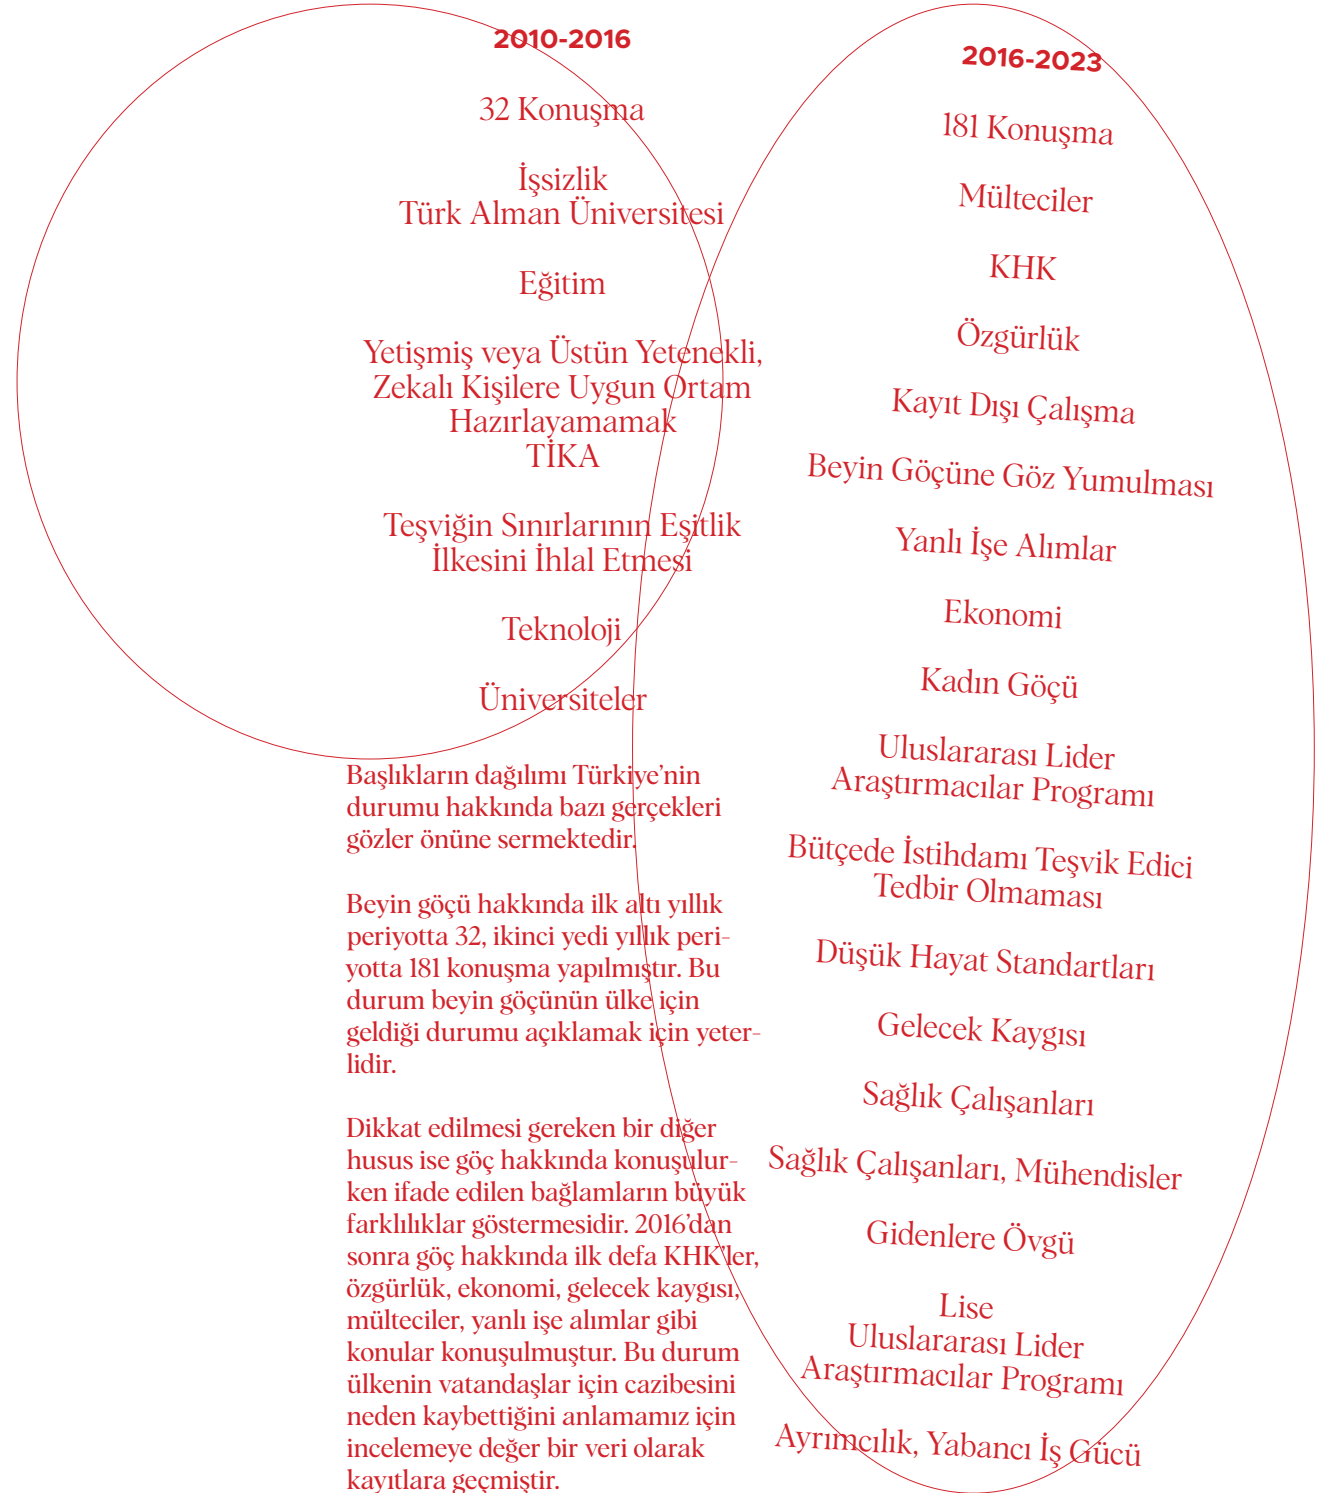 2010-2016
32 Konuşma
İşsizlik
Türk Alman Üniversitesi
Eğitim
Yetişmiş veya Üstün Yetenekli,
Zekalı Kişilere Uygun Ortam
Hazırlayamamak
TİKA
Teşviğin Sınırlarının Eşitlik
İlkesini İhlal Etmesi
Teknoloji
Üniversiteler
Başlıkların dağılımı Türkiye’nin
durumu hakkında bazı gerçekleri
gözler önüne sermektedir.
Beyin göçü hakkında ilk altı yıllık
periyotta 32, ikinci yedi yıllık peri-
yotta 181 konuşma yapılmıştır. Bu
durum beyin göçünün ülke için
geldiği durumu açıklamak için yeter-
lidir.
Dikkat edilmesi gereken bir diğer
husus ise göç hakkında konuşulur-
ken ifade edilen bağlamların büyük
farklılıklar göstermesidir. 2016’dan
sonra göç hakkında ilk defa KHK’ler,
özgürlük, ekonomi, gelecek kaygısı,
mülteciler, yanlı işe alımlar gibi
konular konuşulmuştur. Bu durum
ülkenin vatandaşlar için cazibesini
neden kaybettiğini anlamamız için
incelemeye değer bir veri olarak
kayıtlara geçmiştir.
2016-2023
181 Konuşma
Mülteciler
KHK
Özgürlük
Kayıt Dışı Çalışma
Beyin Göçüne Göz Yumulması
Yanlı İşe Alımlar
Ekonomi
Kadın Göçü
Uluslararası Lider
Araştırmacılar Programı
Bütçede İstihdamı Teşvik Edici
Tedbir Olmaması
Düşük Hayat Standartları
Gelecek Kaygısı
Sağlık Çalışanları
Sağlık Çalışanları, Mühendisler
Gidenlere Övgü
Lise
Uluslararası Lider
Araştırmacılar Programı
Ayrımcılık, Yabancı İş Gücü